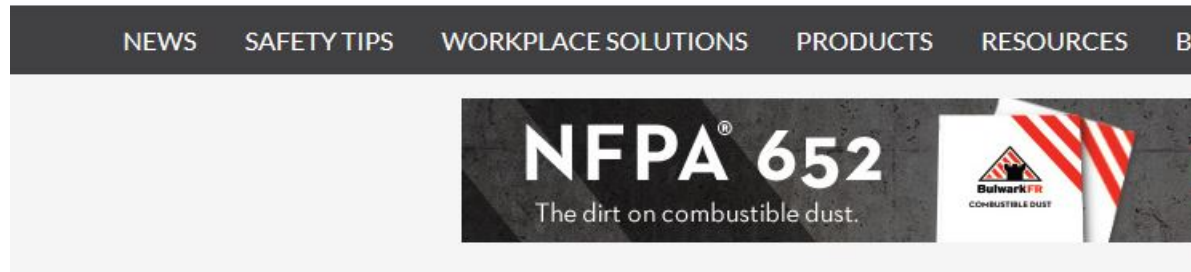 NEWS SAFETY TIPS WORKPLACE SOLUTIONS PRODUCTS RESOURCES B
NFPA® 652
The dirt on combustible dust.
BulwarkFR
COMBUSTIBLE DUST